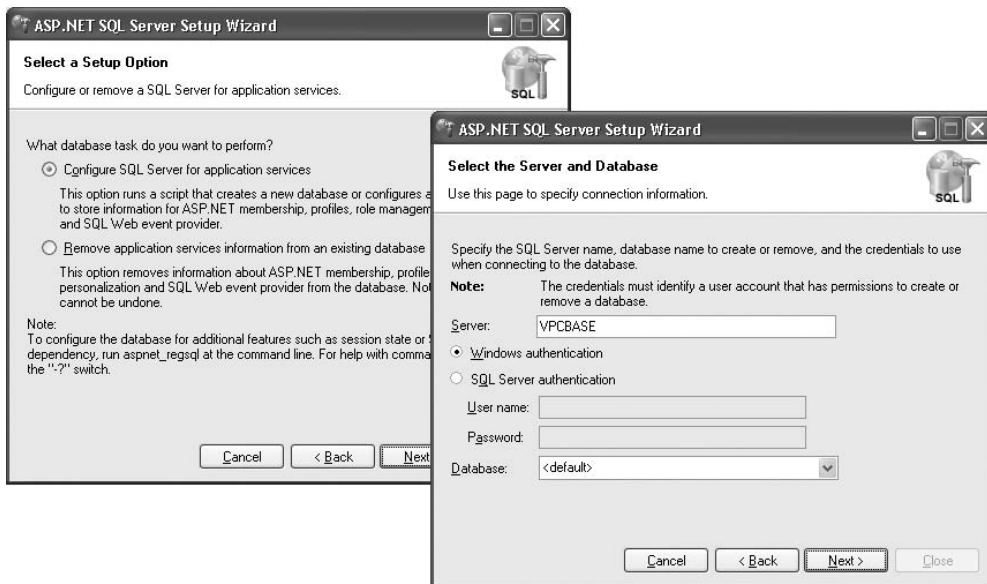 ASP.NET SQL Server Setup Wizard
Select a Setup Option
Configure or remove a SQL Server for application services.
SQL
What database task do you want to perform?
Configure SQL Server for application services
This option runs a script that creates a new database or configures
to store information for ASP.NET membership, profiles, role
and SQL Web event provider.
Remove application services information from an existing database
This option removes information about ASP.NET membership,
personalization and SQL Web event provider from the database.
cannot be undone.
Note:
To configure the database for additional features such as session state or
dependency, run aspnet_regsql at the command line. For help with
the "-?" switch.
Cancel
< Back
Next
ASP.NET SQL Server Setup Wizard
Select the Server and Database
Use this page to specify connection information.
SQL
Specify the SQL Server name, database name to create or remove, and the credentials to use
when connecting to the database.
Note: The credentials must identify a user account that has permissions to create or
remove a database.
Server: VPCBASE
Windows authentication
SQL Server authentication
User name:
Password:
Database: <default>
Cancel
< Back
Next >
Close